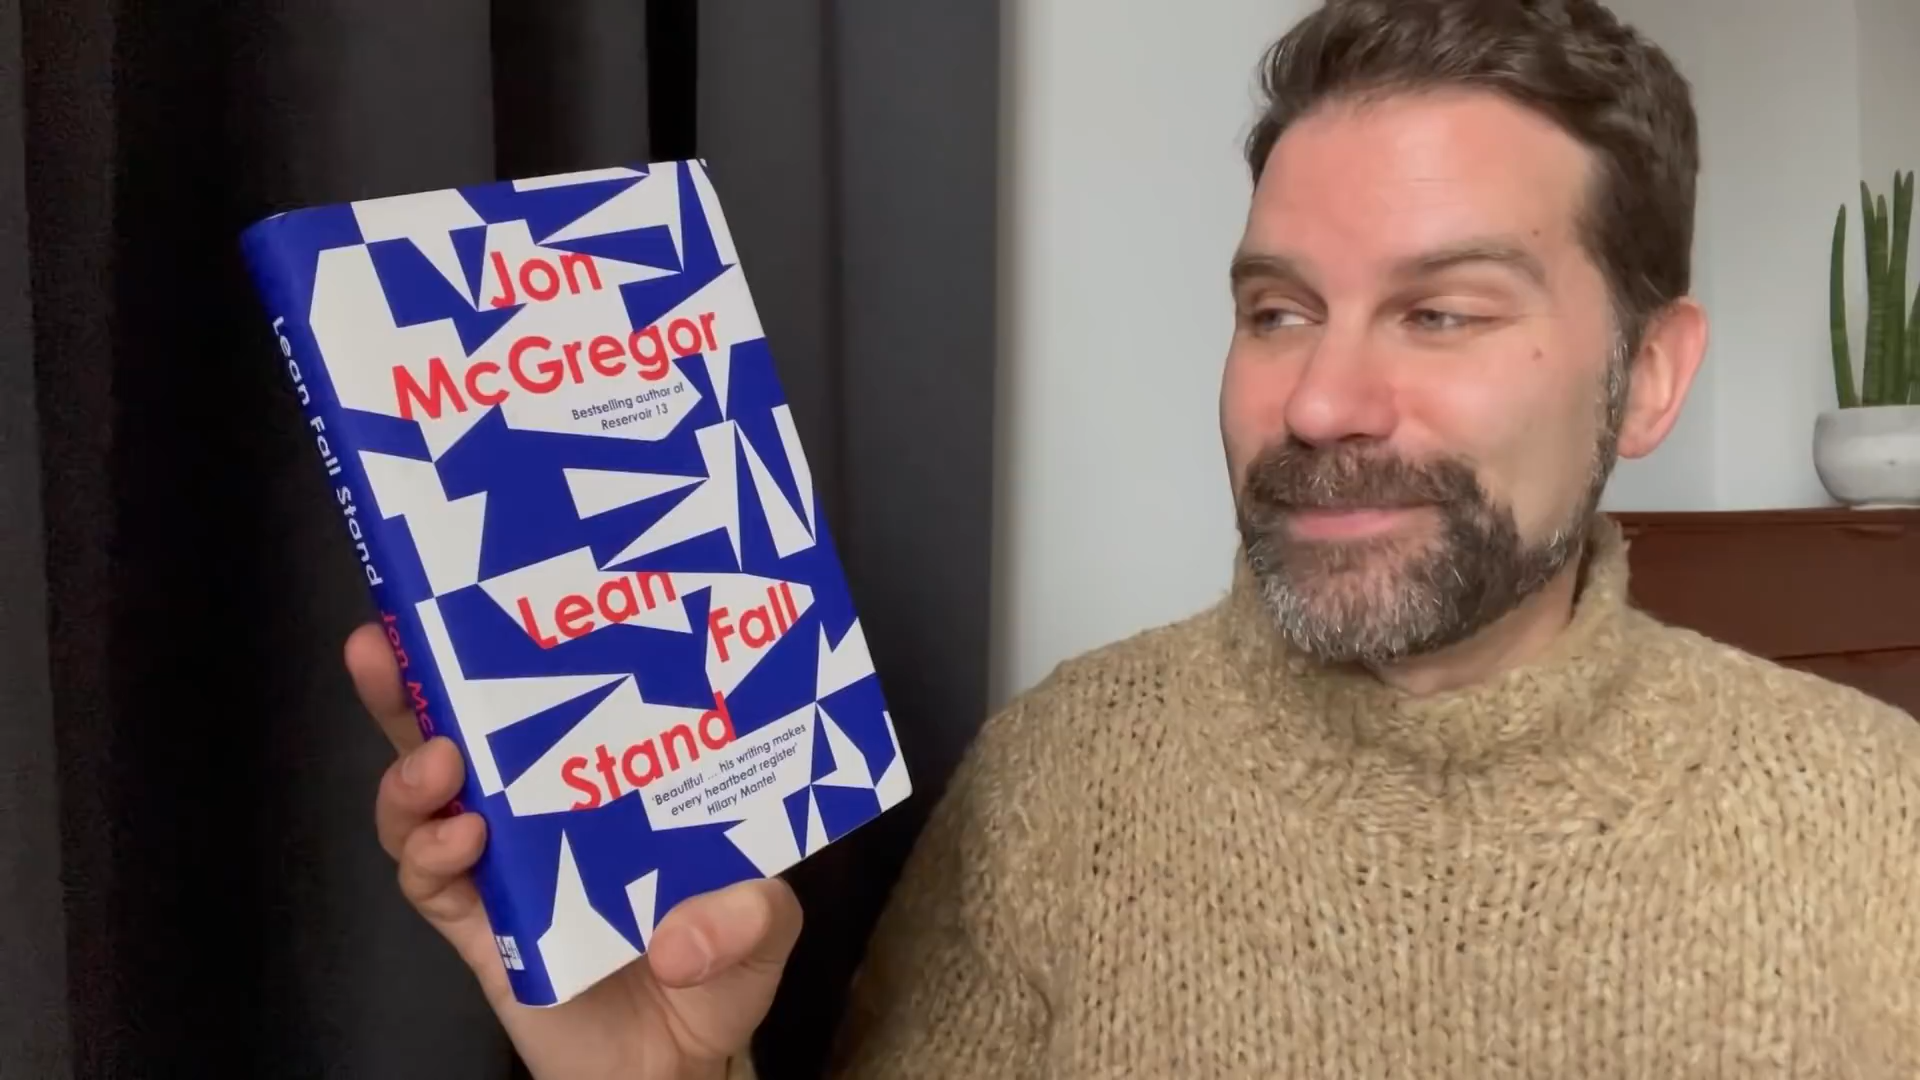 Jon
McGregor
Bestselling author of
Reservoir 13
Lean
Fall
Stand
'Beautiful ... his writing makes
every heartbeat register'
Hilary Mantel
Lean Fall Stand Jon Mc